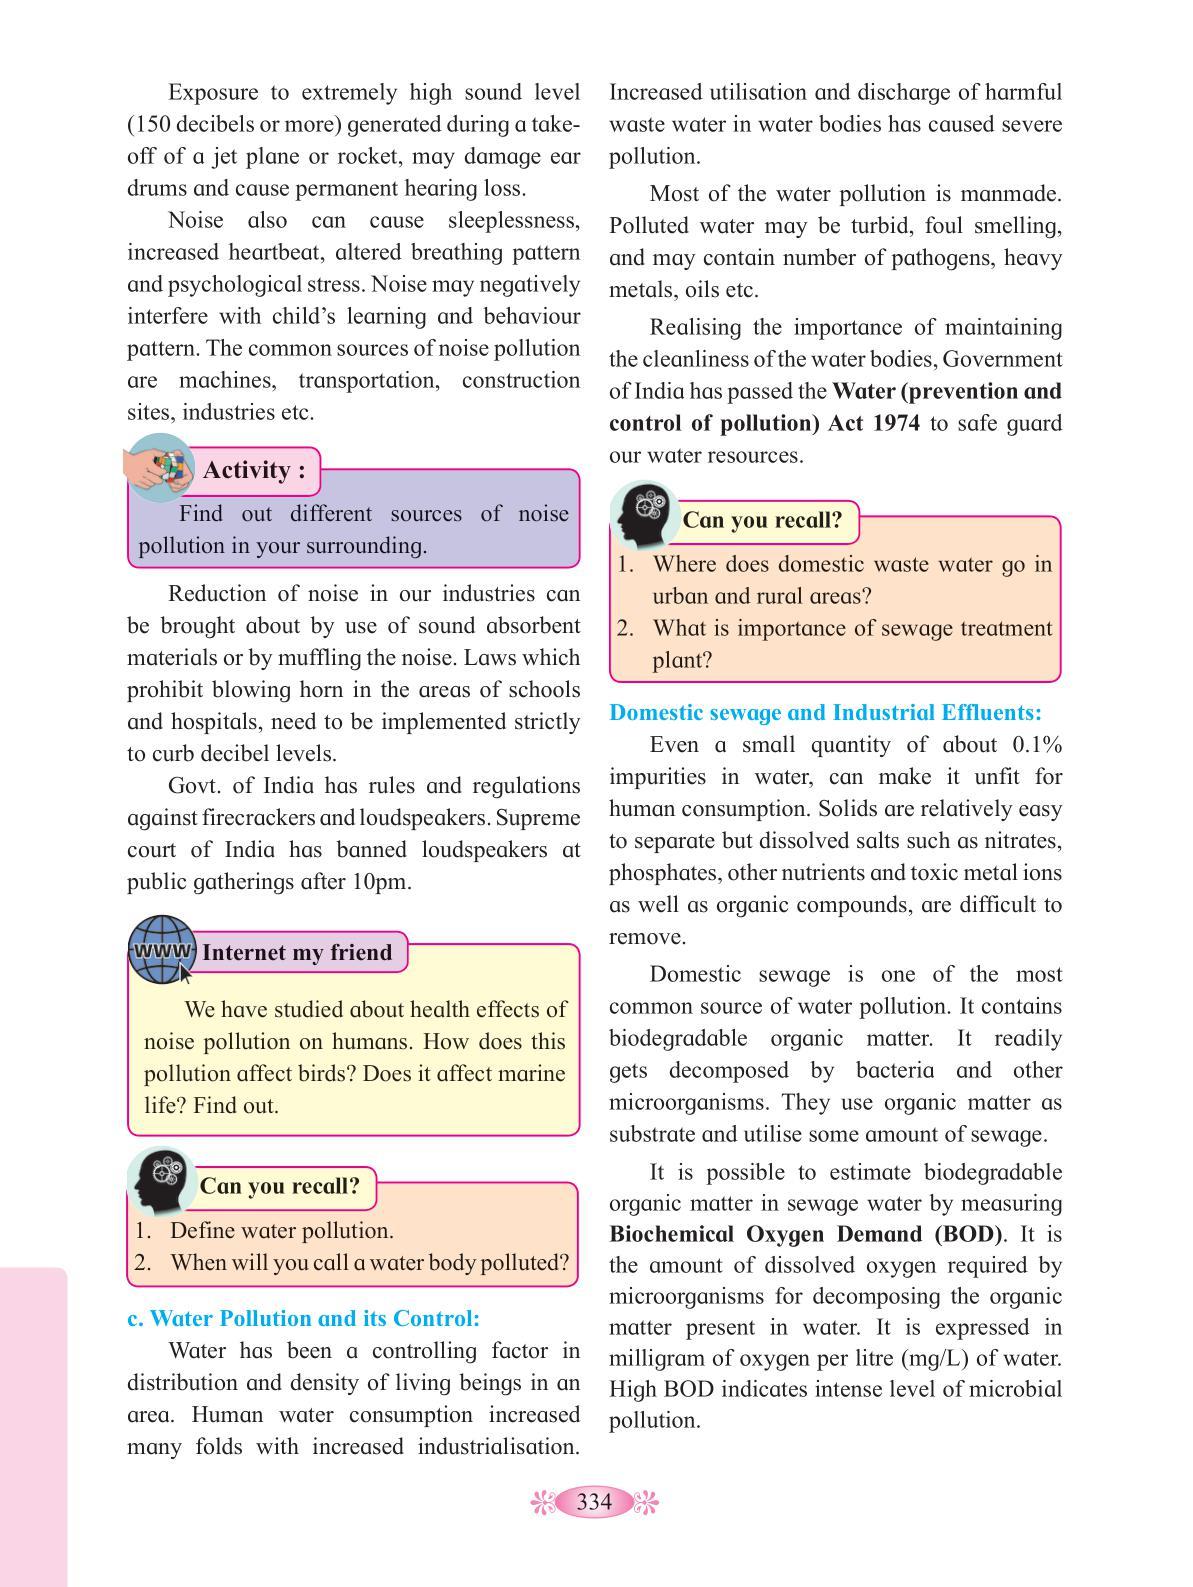 Exposure to extremely high sound level
(150 decibels or more) generated during a take-
off of a jet plane or rocket, may damage ear
drums and cause permanent hearing loss.
Noise also can cause sleeplessness,
increased heartbeat, altered breathing pattern
and psychological stress. Noise may negatively
interfere with child's learning and behaviour
pattern. The common sources of noise pollution
are machines, transportation, construction
sites, industries etc.
Activity :
Find out different sources of noise
pollution in your surrounding.
Reduction of noise in our industries can
be brought about by use of sound absorbent
materials or by muffling the noise. Laws which
prohibit blowing horn in the areas of schools
and hospitals, need to be implemented strictly
to curb decibel levels.
Govt. of India has rules and regulations
against firecrackers and loudspeakers. Supreme
court of India has banned loudspeakers at
public gatherings after 10pm.
WWW Internet my friend
We have studied about health effects of
noise pollution on humans. How does this
pollution affect birds? Does it affect marine
life? Find out.
Can you recall?
1. Define water pollution.
2. When will you call a water body polluted?
c. Water Pollution and its Control:
Water has been a controlling factor in
distribution and density of living beings in an
area. Human water consumption increased
many folds with increased industrialisation.
Increased utilisation and discharge of harmful
waste water in water bodies has caused severe
pollution.
Most of the water pollution is manmade.
Polluted water may be turbid, foul smelling,
and may contain number of pathogens, heavy
metals, oils etc.
Realising the importance of maintaining
the cleanliness of the water bodies, Government
of India has passed the Water (prevention and
control of pollution) Act 1974 to safe guard
our water resources.
Can you recall?
1. Where does domestic waste water go in
urban and rural areas?
2. What is importance of sewage treatment
plant?
Domestic sewage and Industrial Effluents:
Even a small quantity of about 0.1%
impurities in water, can make it unfit for
human consumption. Solids are relatively easy
to separate but dissolved salts such as nitrates,
phosphates, other nutrients and toxic metal ions
as well as organic compounds, are difficult to
remove.
Domestic sewage is one of the most
common source of water pollution. It contains
biodegradable organic matter. It readily
gets decomposed by bacteria and other
microorganisms. They use organic matter as
substrate and utilise some amount of sewage.
It is possible to estimate biodegradable
organic matter in sewage water by measuring
Biochemical Oxygen Demand (BOD). It is
the amount of dissolved oxygen required by
microorganisms for decomposing the organic
matter present in water. It is expressed in
milligram of oxygen per litre (mg/L) of water.
High BOD indicates intense level of microbial
pollution.
334